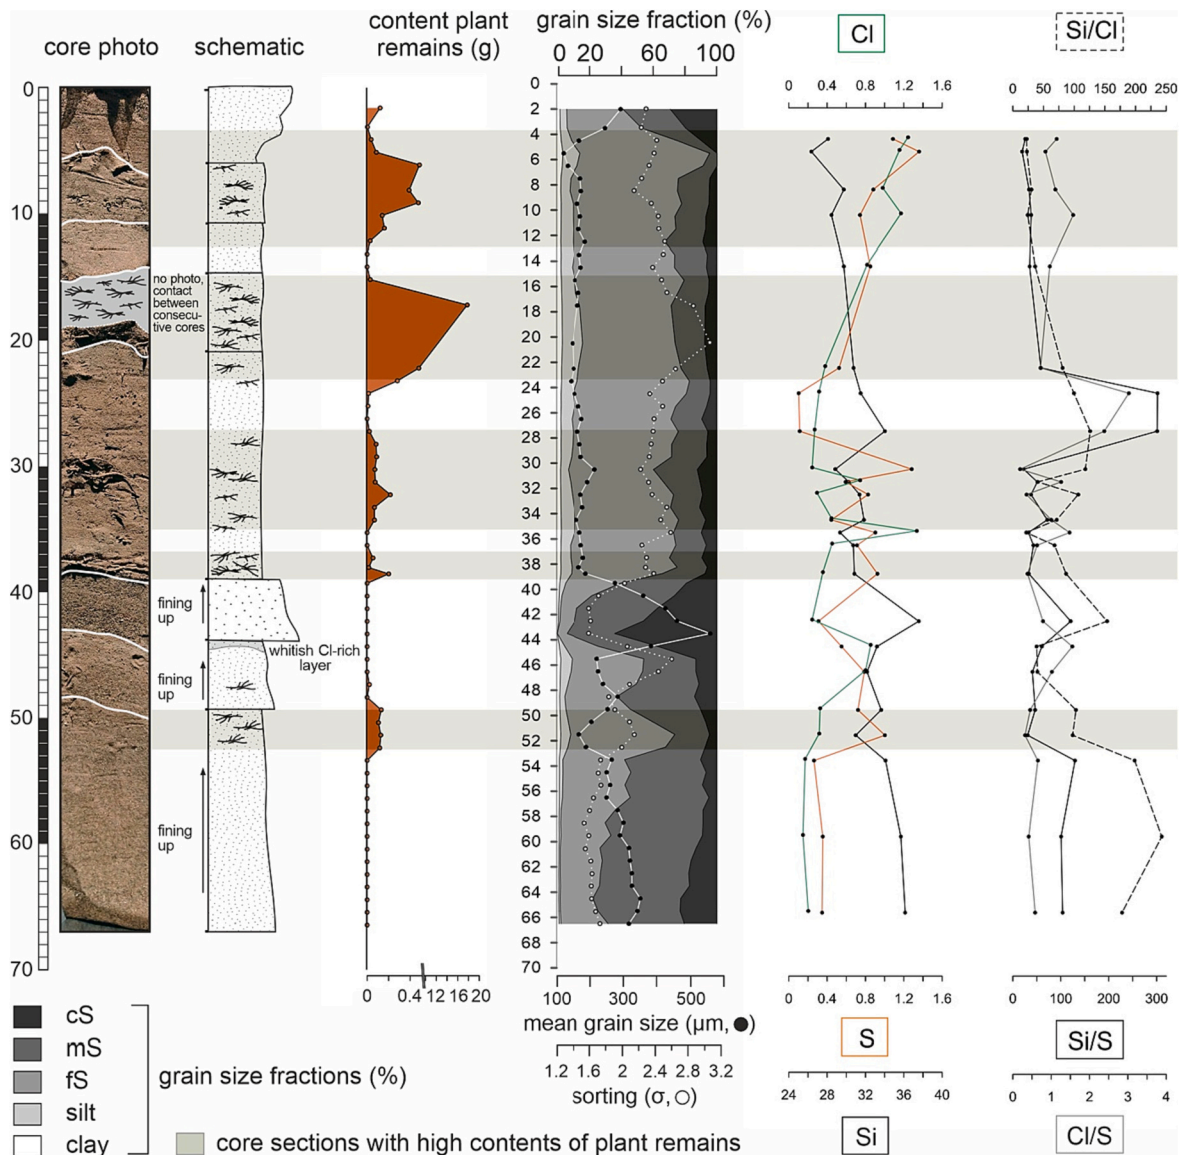 core photo
schematic
content plant
remains (g)
grain size fraction (%)
0 20 60 100
Cl
0 0.4 0.8 1.2 1.6
Si/Cl
0 50 100 150 200 250
0
10
20
30
40
50
60
70
no photo,
contact
between
consecu-
tive cores
fining
up
whitish Cl-rich
layer
fining
up
fining
up
0
2
4
6
8
10
12
14
16
18
20
22
24
26
28
30
32
34
36
38
40
42
44
46
48
50
52
54
56
58
60
62
64
66
68
70
0 0.4 12 16 20
100 300 500
mean grain size (µm, ●)
1.2 1.6 2 2.4 2.8 3.2
sorting (σ, ○)
0 0.4 0.8 1.2 1.6
S
24 28 32 36 40
Si
0 100 200 300
Si/S
0 1 2 3 4
Cl/S
cS
mS
fS
silt
clay
grain size fractions (%)
core sections with high contents of plant remains